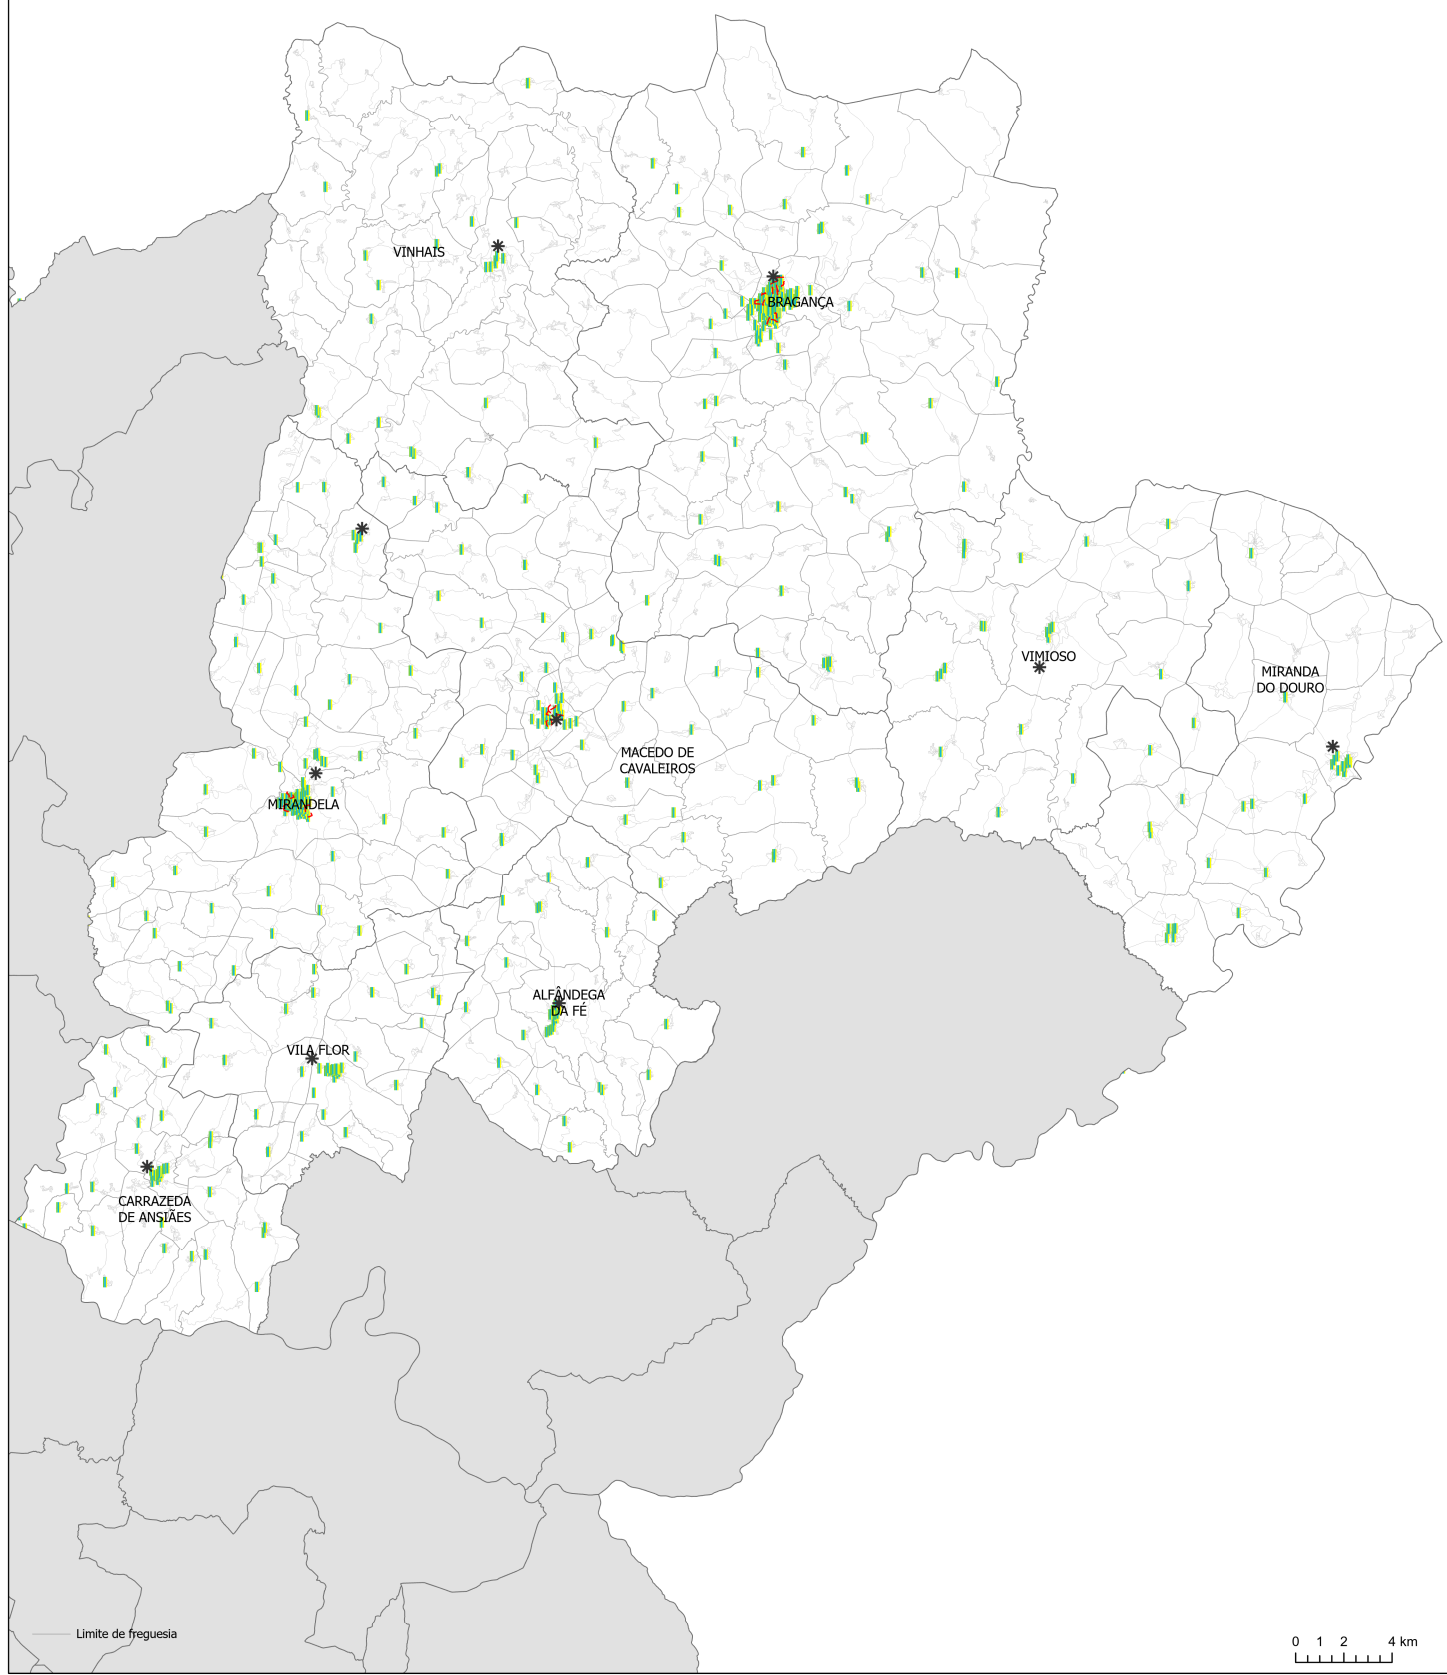 VINHAIS
BRAGANÇA
VIMIOSO
MIRANDA
DO DOURO
MACEDO DE
CAVALEIROS
MIRANDELA
ALFÂNDEGA
DA FÉ
VILA FLOR
CARRAZEDA
DE ANSIÃES
Limite de freguesia
0 1 2 4 km